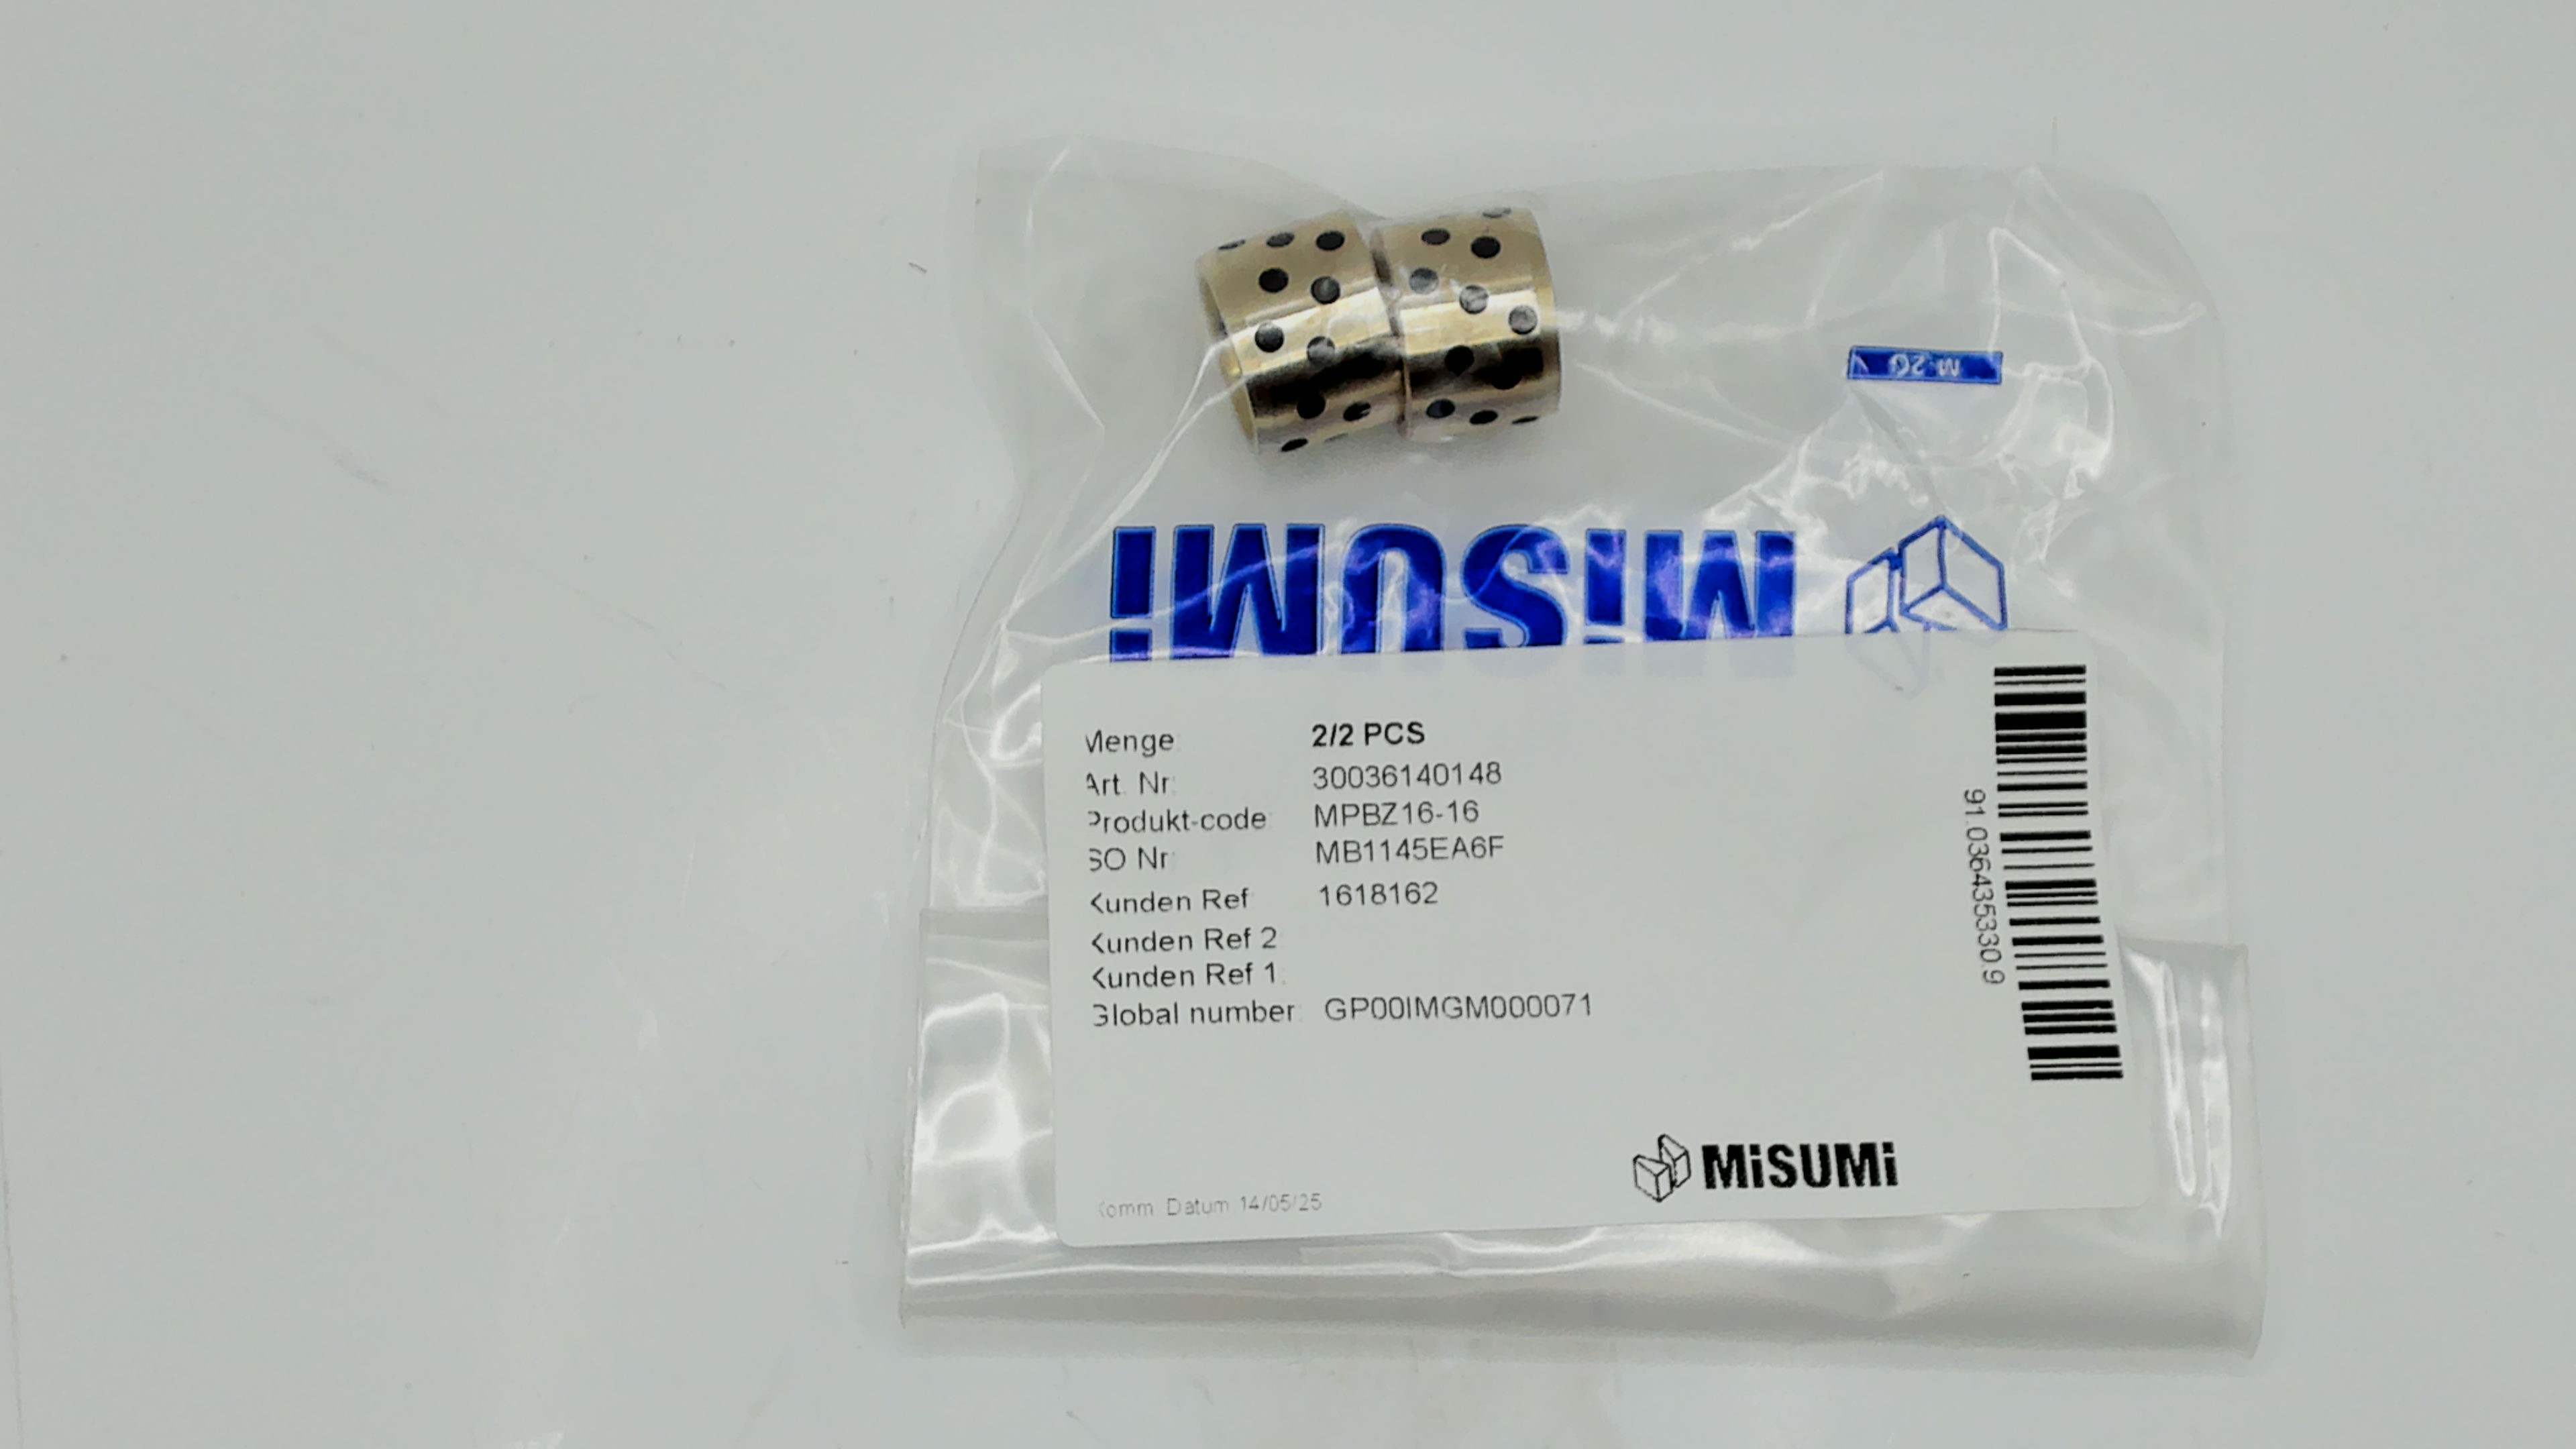 M-20
MiSUMi
Menge: 2/2 PCS
Art. Nr: 30036140148
Produkt-code: MPBZ16-16
SO Nr: MB1145EA6F
Kunden Ref: 1618162
Kunden Ref 2:
Kunden Ref 1:
Global number: GP00IMGM000071
91.036435330.9
MiSUMi
Komm. Datum 14/05/25